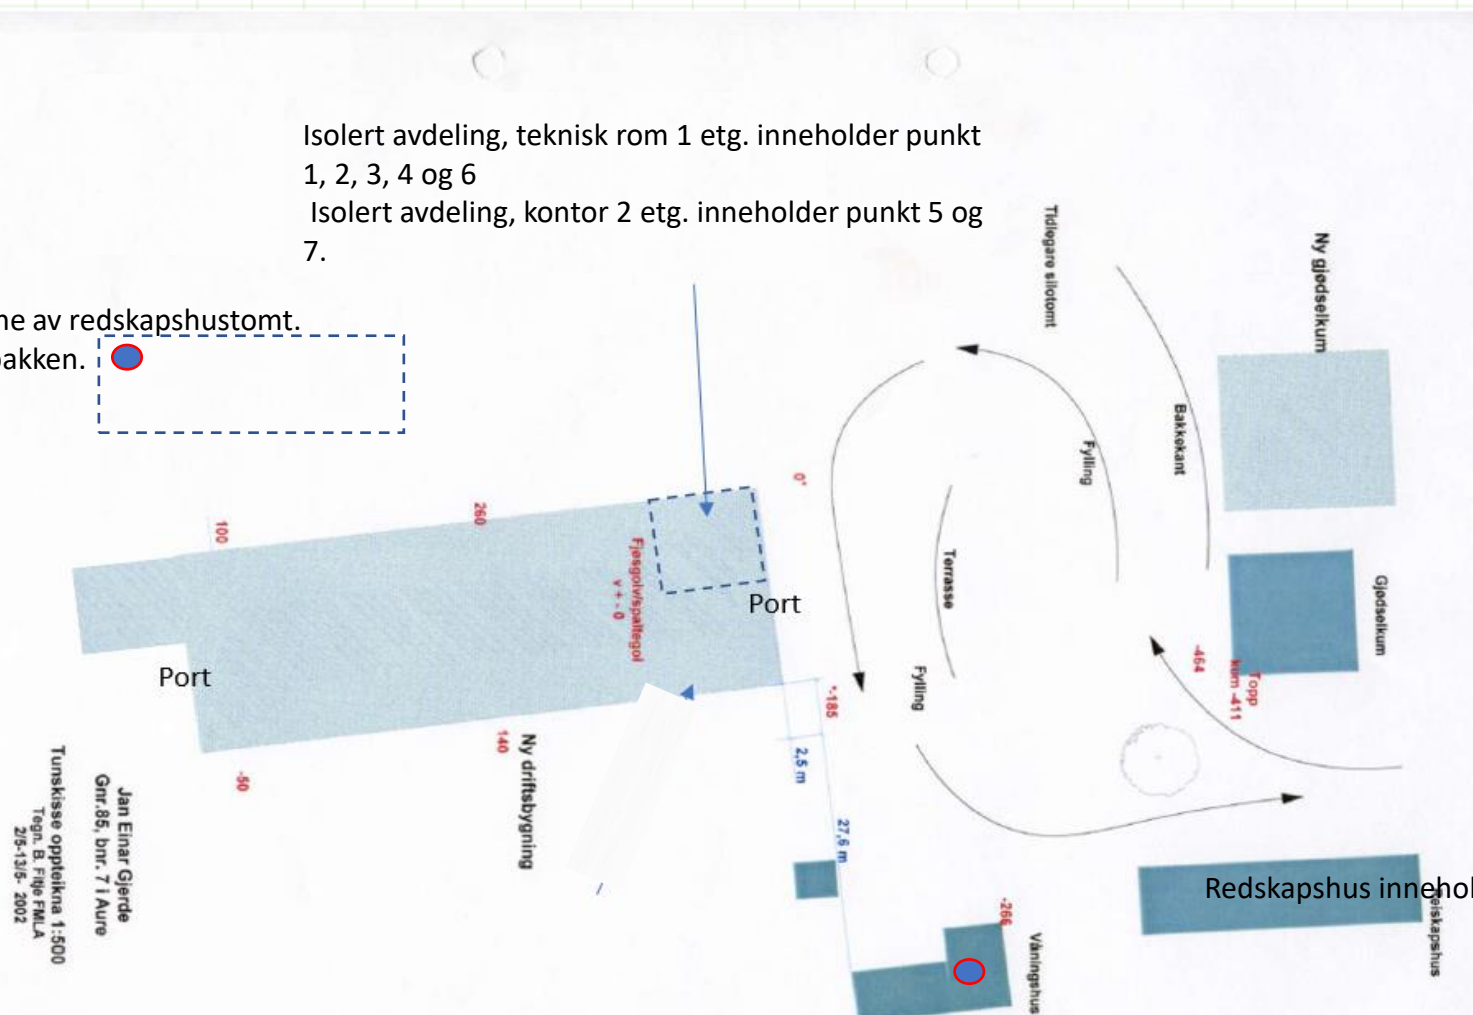 Isolert avdeling, teknisk rom 1 etg. inneholder punkt
1, 2, 3, 4 og 6
Isolert avdeling, kontor 2 etg. inneholder punkt 5 og
7.
av redskapshustomt.
Tidlegare silotomt
Ny gjødselkum
Bakkekant
Fylling
0°
260
100
Fjøsgolv/spaltegol
v + - 0
Terrasse
Port
Gjødselkum
-464
Topp
kum -411
Port
Fylling
*-185
140
Ny driftsbygning
2,5 m
-50
27,6 m
Jan Einar Gjerde
Gnr.85, bnr. 7 i Aure
Tunskisse oppteikna 1:500
Tegn. B. Fitje FMLA
2/5-13/5- 2002
Redskapshus
Reiskapshus
-266
Våningshus